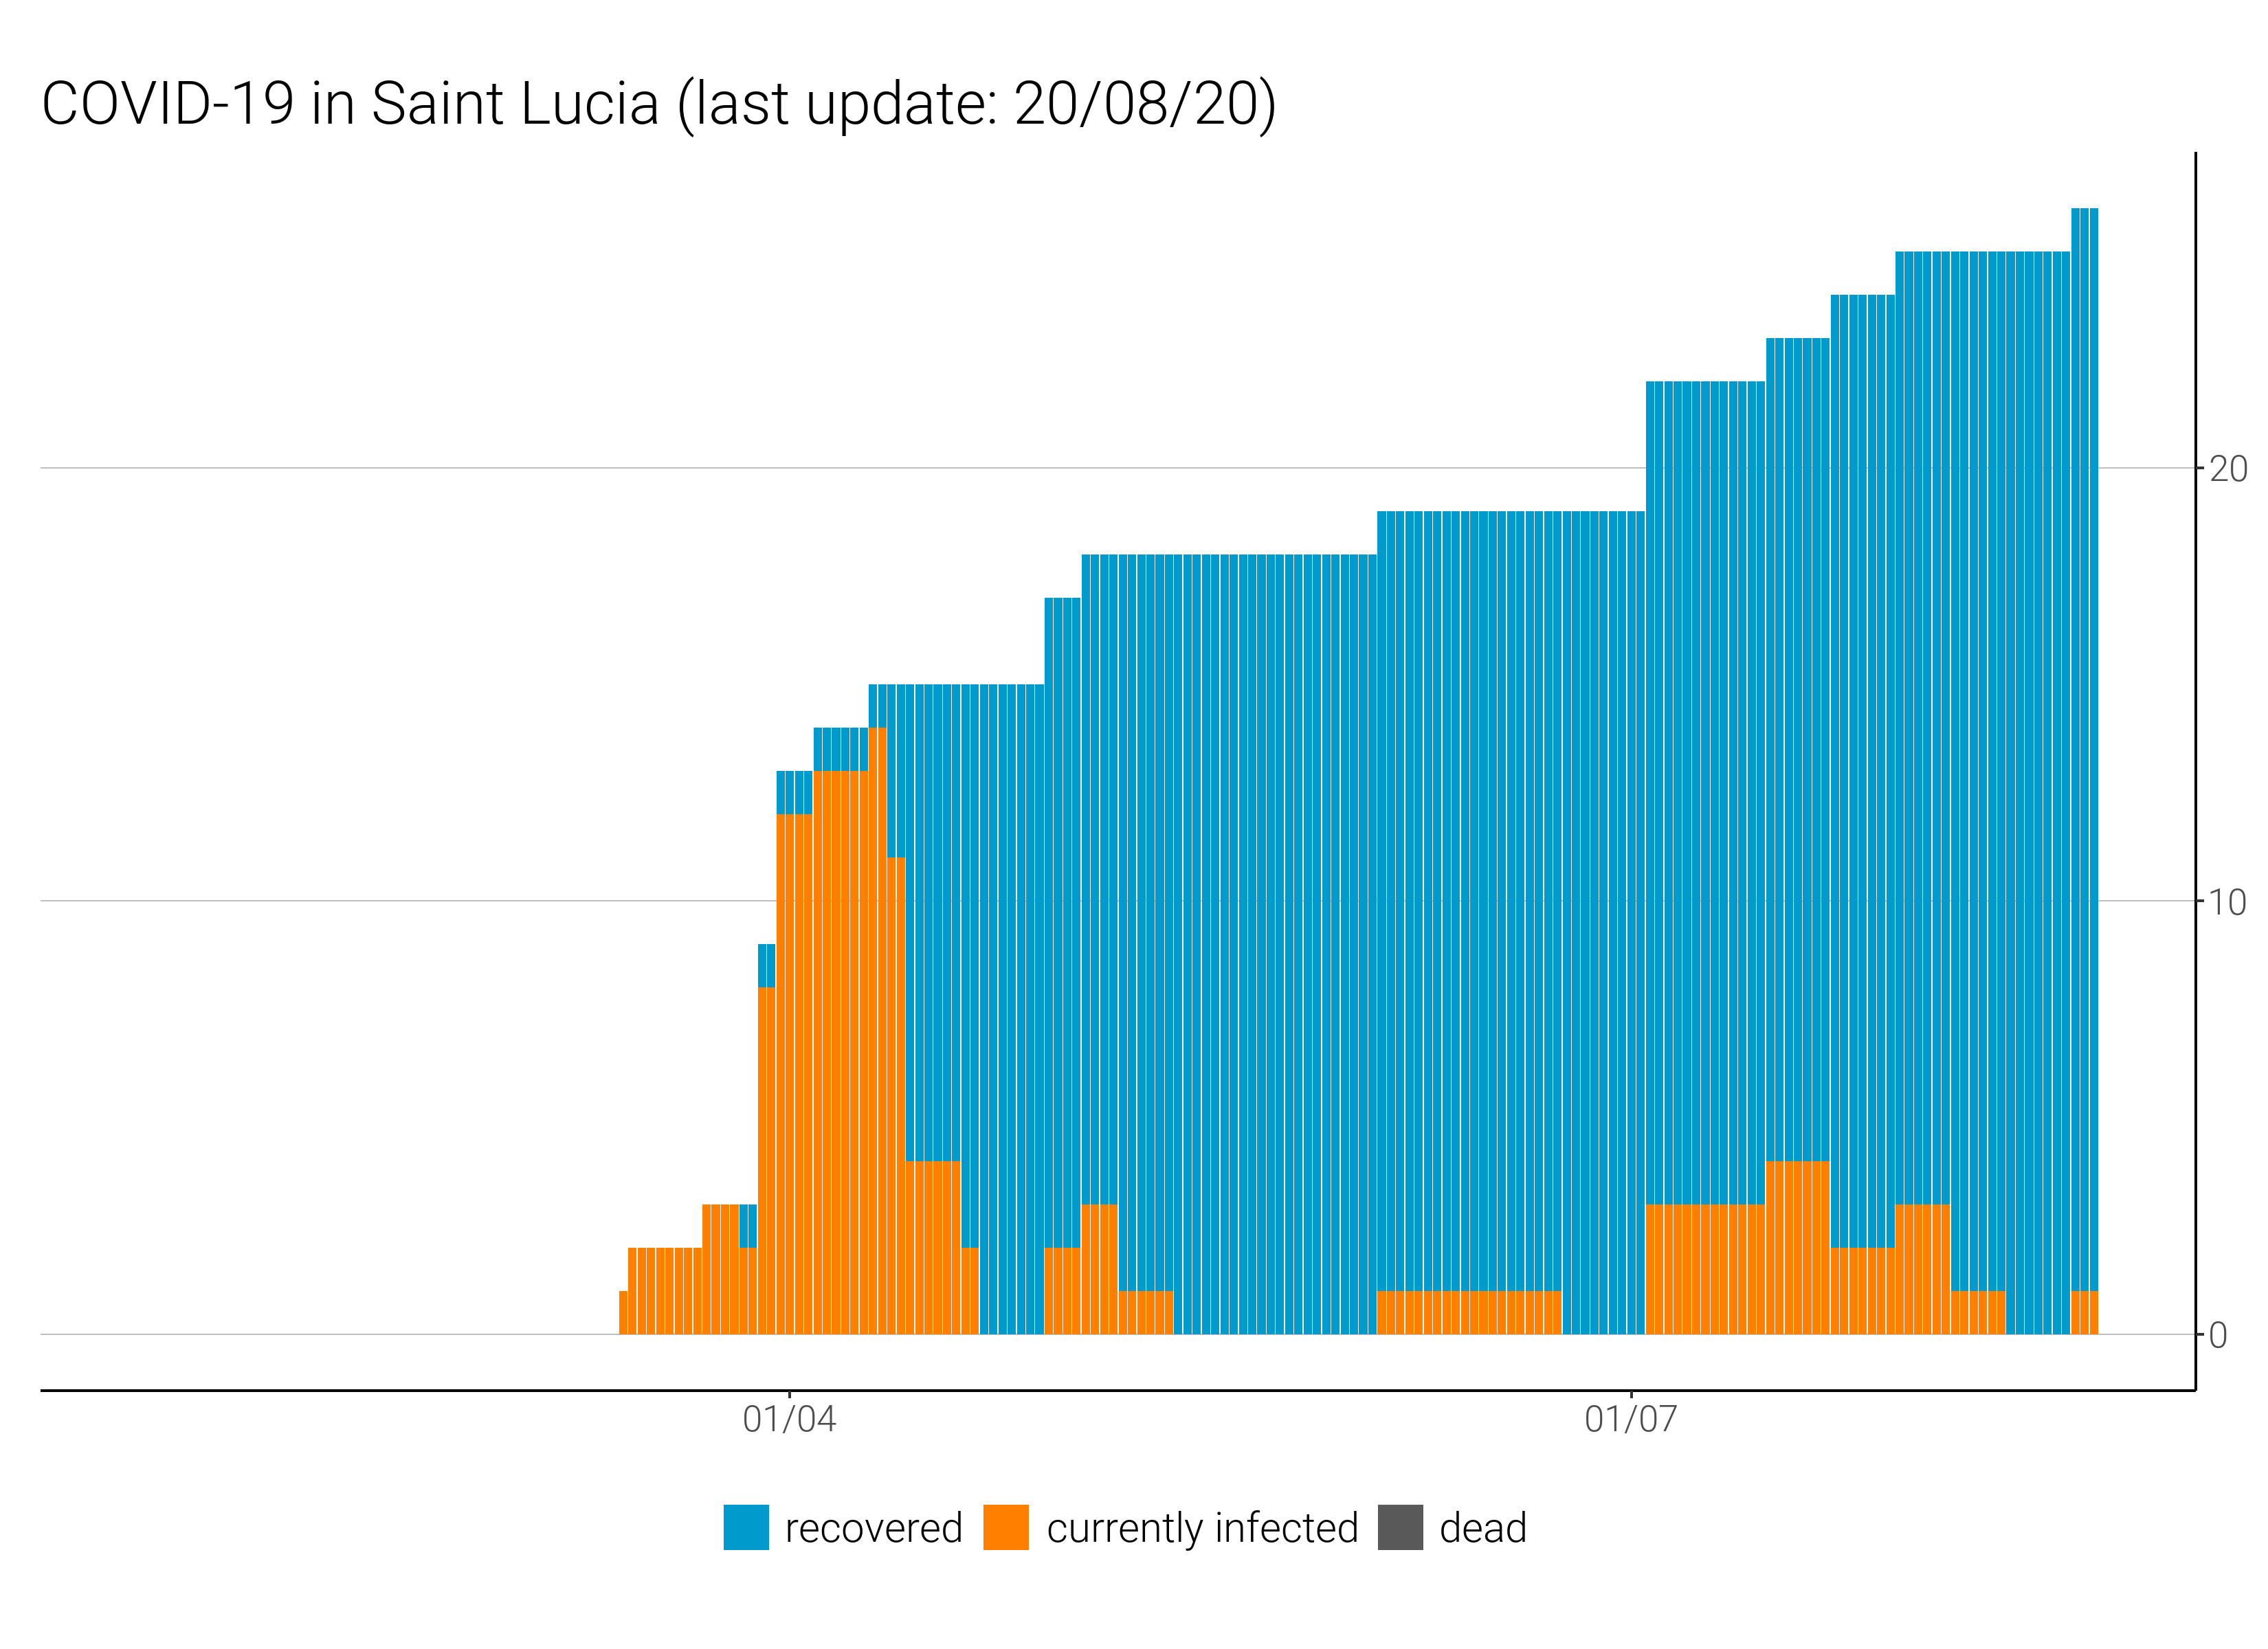 COVID-19 in Saint Lucia (last update: 20/08/20)
20
10
0
01/04 01/07
recovered currently infected dead